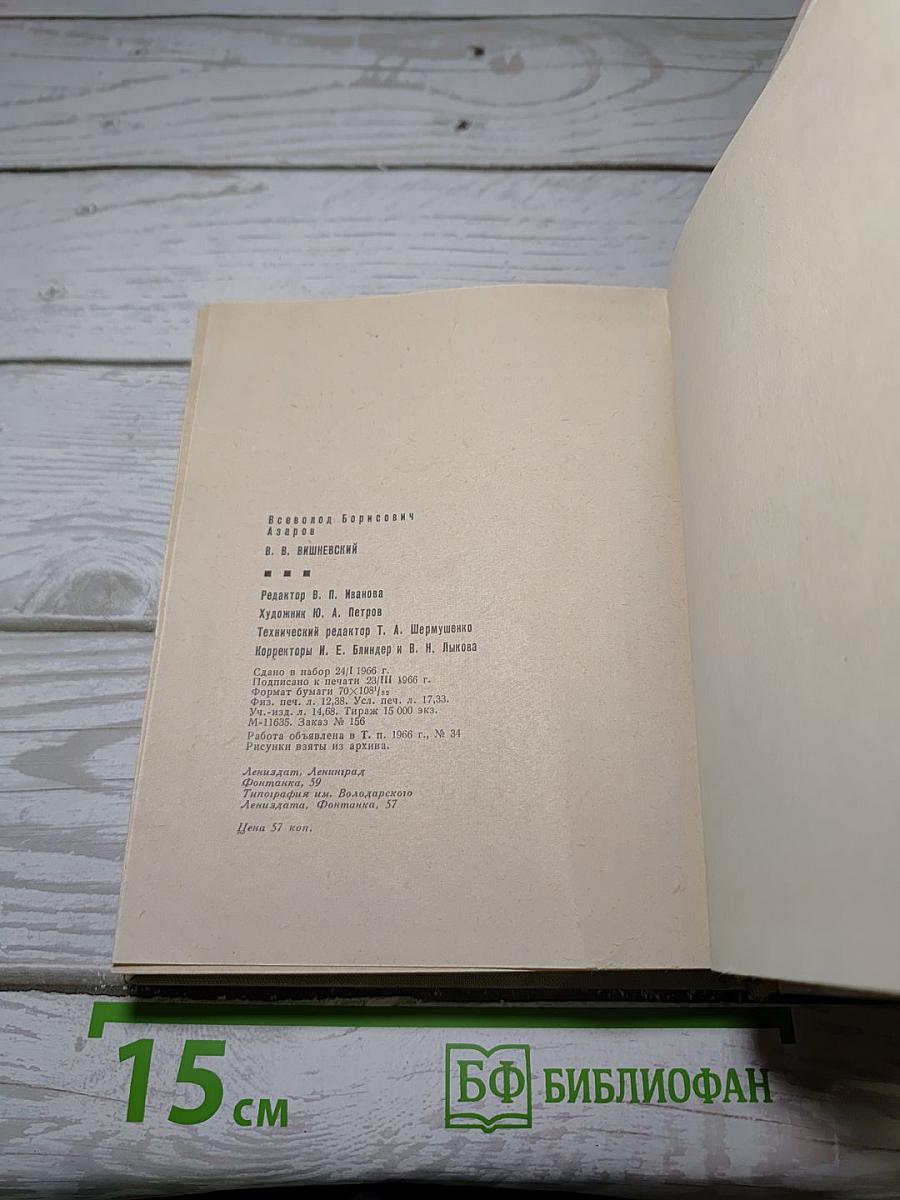 Всеволод Борисович
Азаров
В. В. ВИШНЕВСКИЙ
Редактор В. П. Иванова
Художник Ю. А. Петров
Технический редактор Т. А. Шермушенко
Корректоры И. Е. Блиндер и В. Н. Лыкова
Сдано в набор 24/I 1966 г.
Подписано к печати 23/III 1966 г.
Формат бумаги 70×108¹/₃₂
Физ. печ. л. 12,38. Усл. печ. л. 17,33.
Уч.-изд. л. 14,68. Тираж 15 000 экз.
М-11635. Заказ № 156
Работа объявлена в Т. п. 1966 г., № 34
Рисунки взяты из архива.
Лениздат, Ленинград
Фонтанка, 59
Типография им. Володарского
Лениздата, Фонтанка, 57
Цена 57 коп.
15 см
БФ БИБЛИОФАН